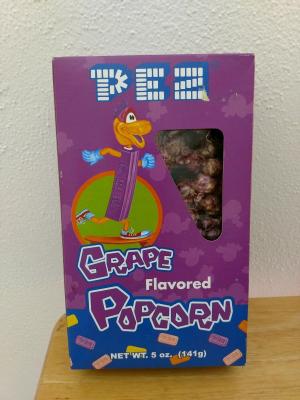 PEZ
GRAPE
Flavored
POPCORN
NET WT. 5 oz. (141g)